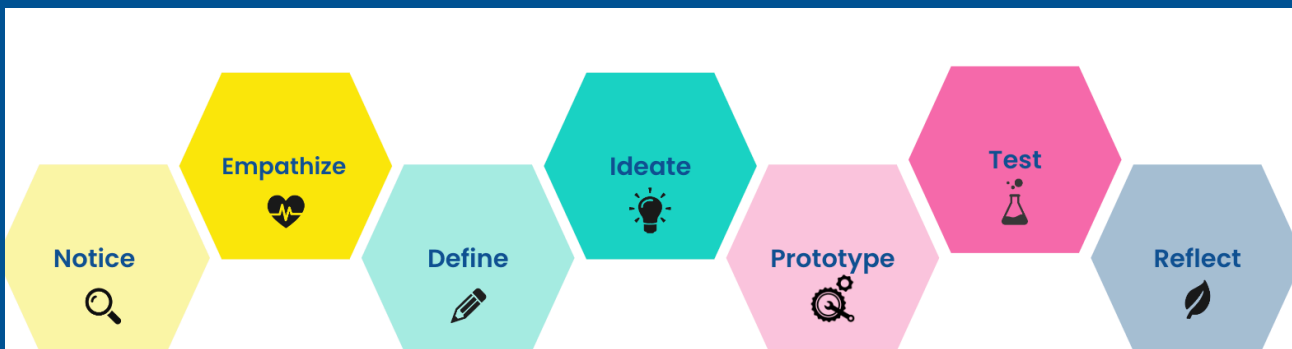 Notice
Empathize
Define
Ideate
Prototype
Test
Reflect